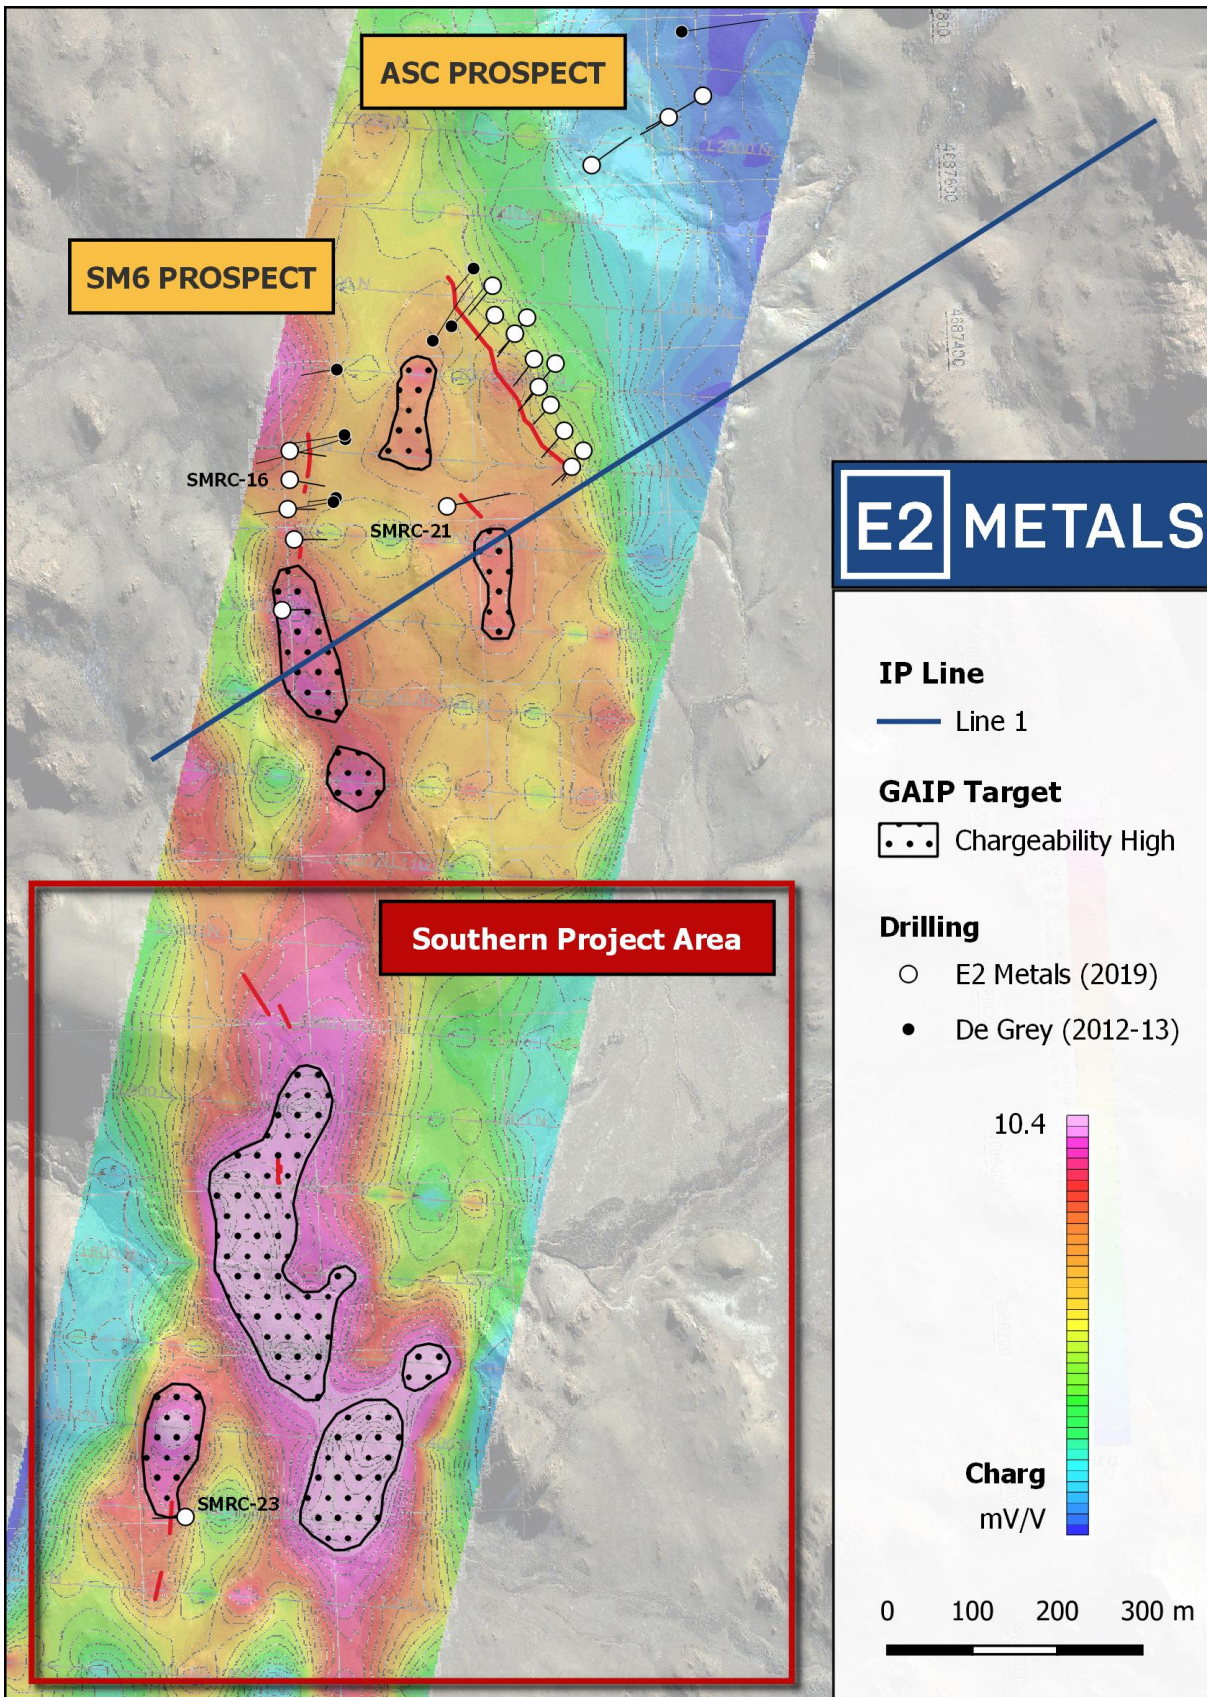 ASC PROSPECT
SM6 PROSPECT
4687600
4687400
SMRC-16
SMRC-21
E2 METALS
IP Line
Line 1
GAIP Target
Chargeability High
Drilling
E2 Metals (2019)
De Grey (2012-13)
Southern Project Area
10.4
Charg
mV/V
SMRC-23
0 100 200 300 m